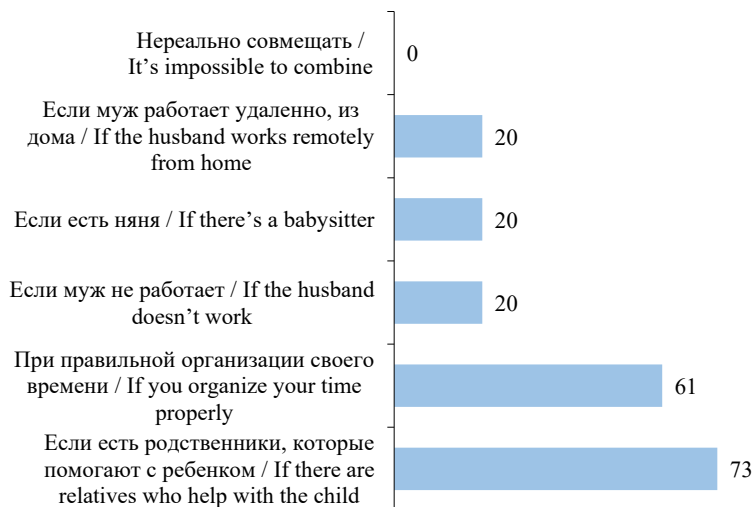 Нереально совмещать /
It's impossible to combine
0
Если муж работает удаленно, из
дома / If the husband works remotely
from home
20
Если есть няня / If there's a babysitter
20
Если муж не работает / If the husband
doesn't work
20
При правильной организации своего
времени / If you organize your time
properly
61
Если есть родственники, которые
помогают с ребенком / If there are
relatives who help with the child
73